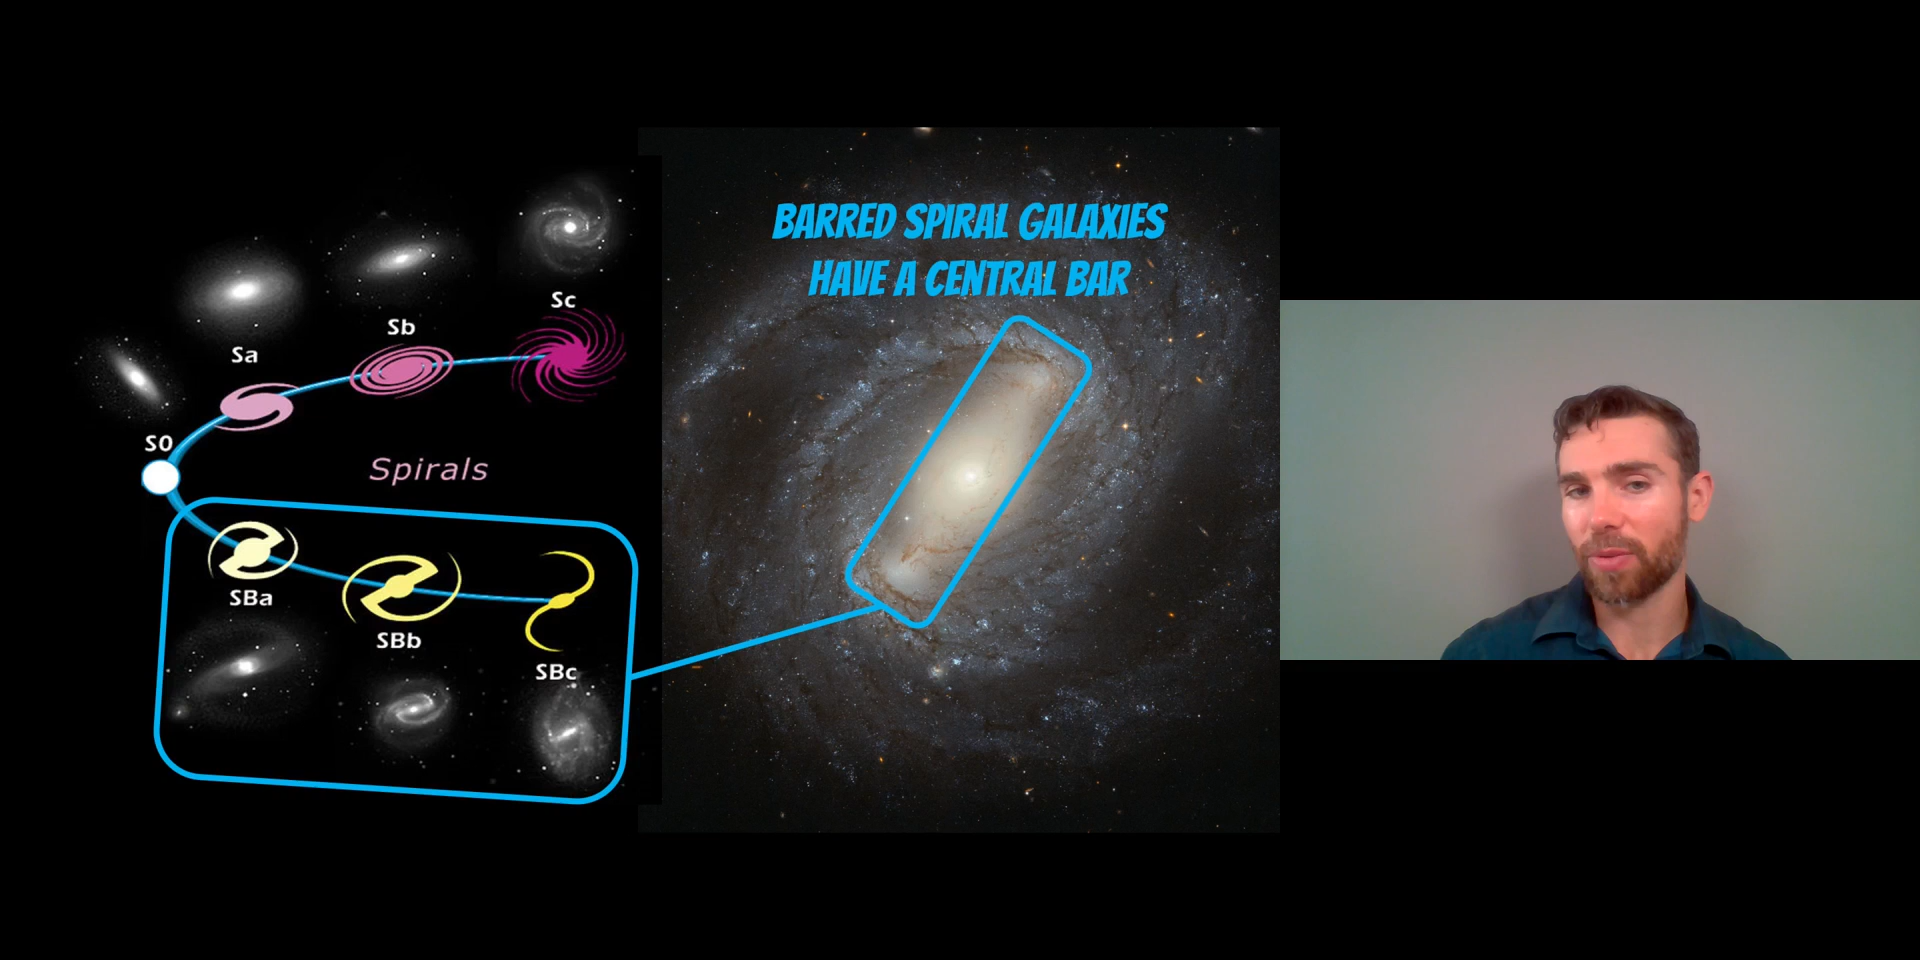 Sc
Sb
Sa
S0
Spirals
SBa
SBb
SBc
BARRED SPIRAL GALAXIES
HAVE A CENTRAL BAR